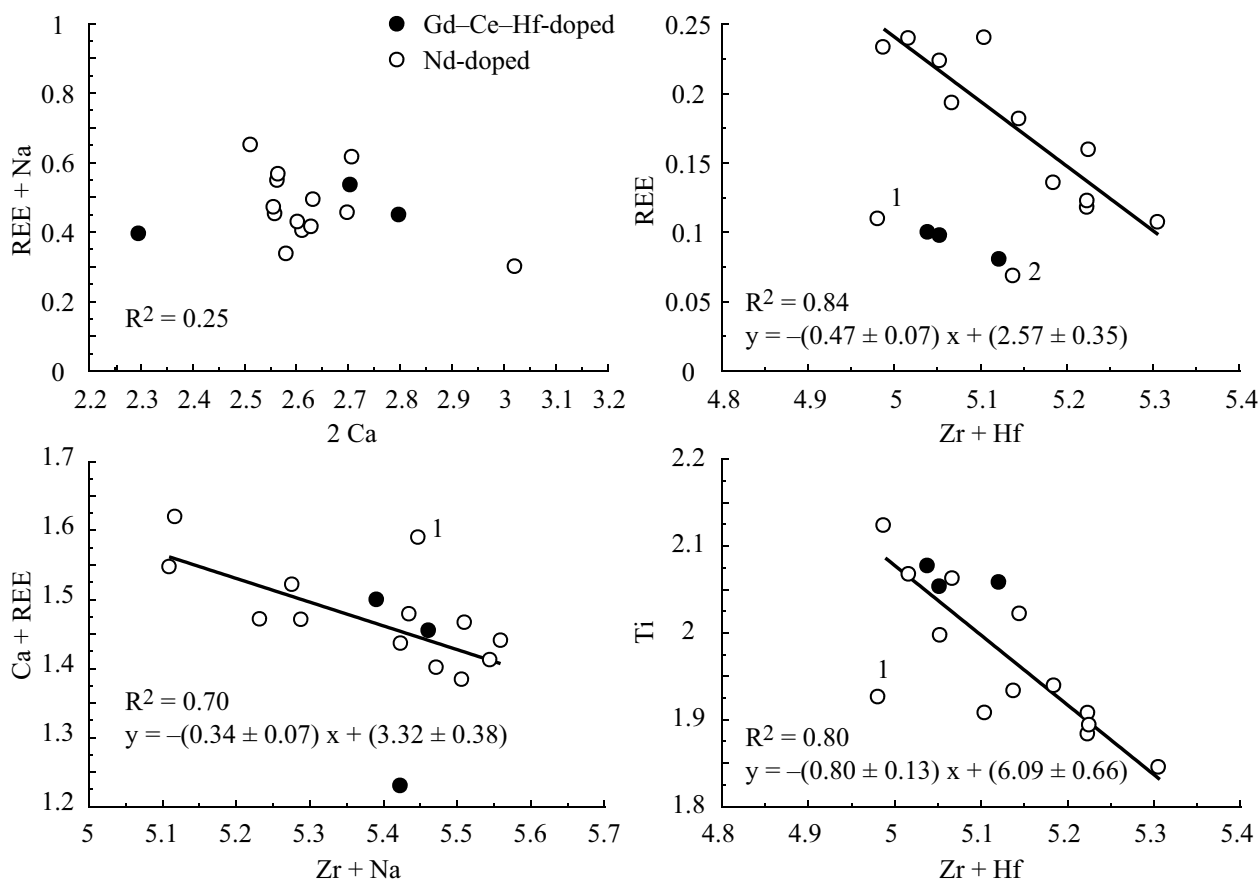 1
0.8
0.6
0.4
0.2
0
REE + Na
Gd–Ce–Hf-doped
Nd-doped
R² = 0.25
2.2 2.3 2.4 2.5 2.6 2.7 2.8 2.9 3 3.1 3.2
2 Ca
0.25
0.2
0.15
0.1
0.05
0
REE
1
2
R² = 0.84
y = –(0.47 ± 0.07) x + (2.57 ± 0.35)
4.8 4.9 5 5.1 5.2 5.3 5.4
Zr + Hf
1.7
1.6
1.5
1.4
1.3
1.2
Ca + REE
1
R² = 0.70
y = –(0.34 ± 0.07) x + (3.32 ± 0.38)
5 5.1 5.2 5.3 5.4 5.5 5.6 5.7
Zr + Na
2.2
2.1
2
1.9
1.8
Ti
1
R² = 0.80
y = –(0.80 ± 0.13) x + (6.09 ± 0.66)
4.8 4.9 5 5.1 5.2 5.3 5.4
Zr + Hf